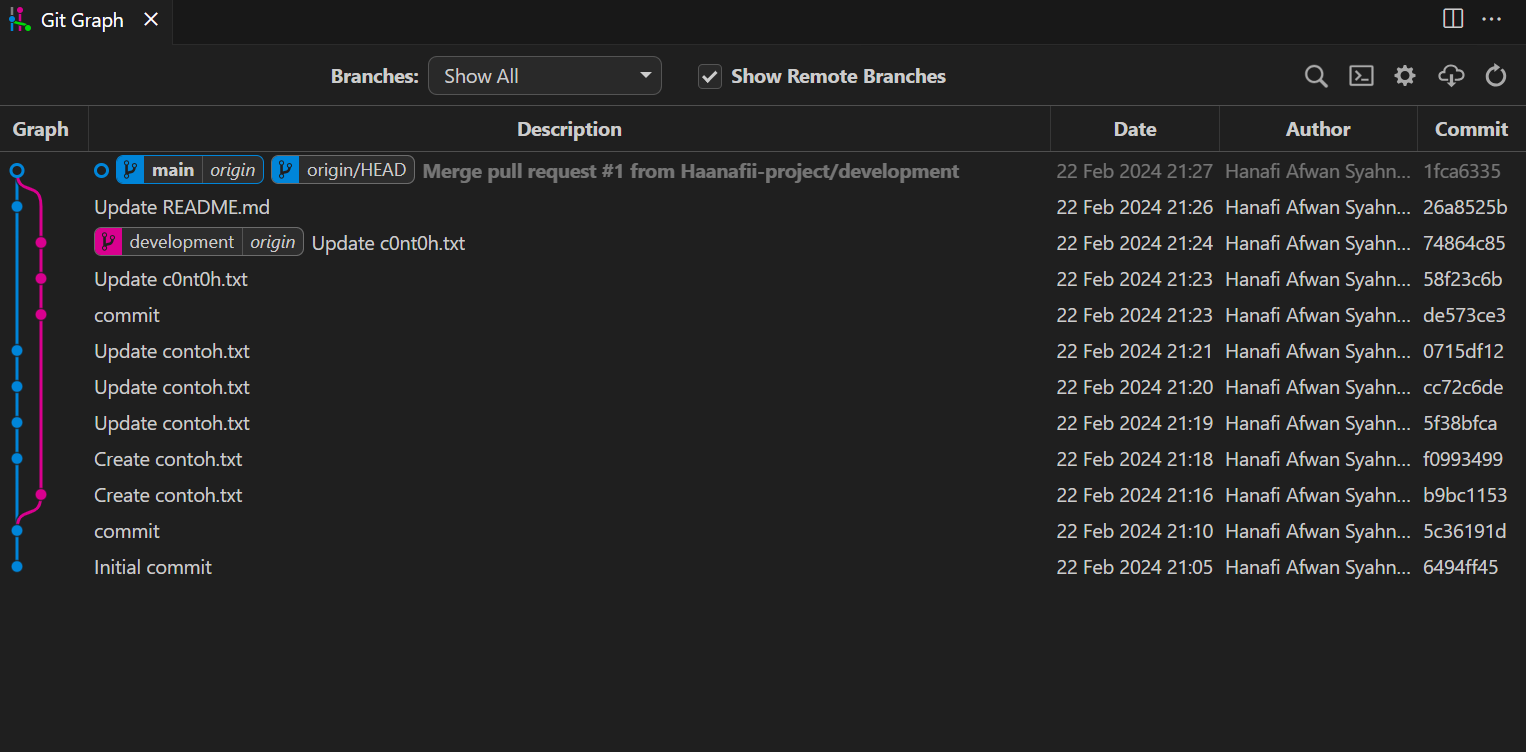 Git Graph
Branches: Show All Show Remote Branches
Graph Description Date Author Commit
main origin origin/HEAD Merge pull request #1 from Haanafii-project/development 22 Feb 2024 21:27 Hanafi Afwan Syahn... 1fca6335
Update README.md 22 Feb 2024 21:26 Hanafi Afwan Syahn... 26a8525b
development origin Update c0nt0h.txt 22 Feb 2024 21:24 Hanafi Afwan Syahn... 74864c85
Update c0nt0h.txt 22 Feb 2024 21:23 Hanafi Afwan Syahn... 58f23c6b
commit 22 Feb 2024 21:23 Hanafi Afwan Syahn... de573ce3
Update contoh.txt 22 Feb 2024 21:21 Hanafi Afwan Syahn... 0715df12
Update contoh.txt 22 Feb 2024 21:20 Hanafi Afwan Syahn... cc72c6de
Update contoh.txt 22 Feb 2024 21:19 Hanafi Afwan Syahn... 5f38bfca
Create contoh.txt 22 Feb 2024 21:18 Hanafi Afwan Syahn... f0993499
Create contoh.txt 22 Feb 2024 21:16 Hanafi Afwan Syahn... b9bc1153
commit 22 Feb 2024 21:10 Hanafi Afwan Syahn... 5c36191d
Initial commit 22 Feb 2024 21:05 Hanafi Afwan Syahn... 6494ff45